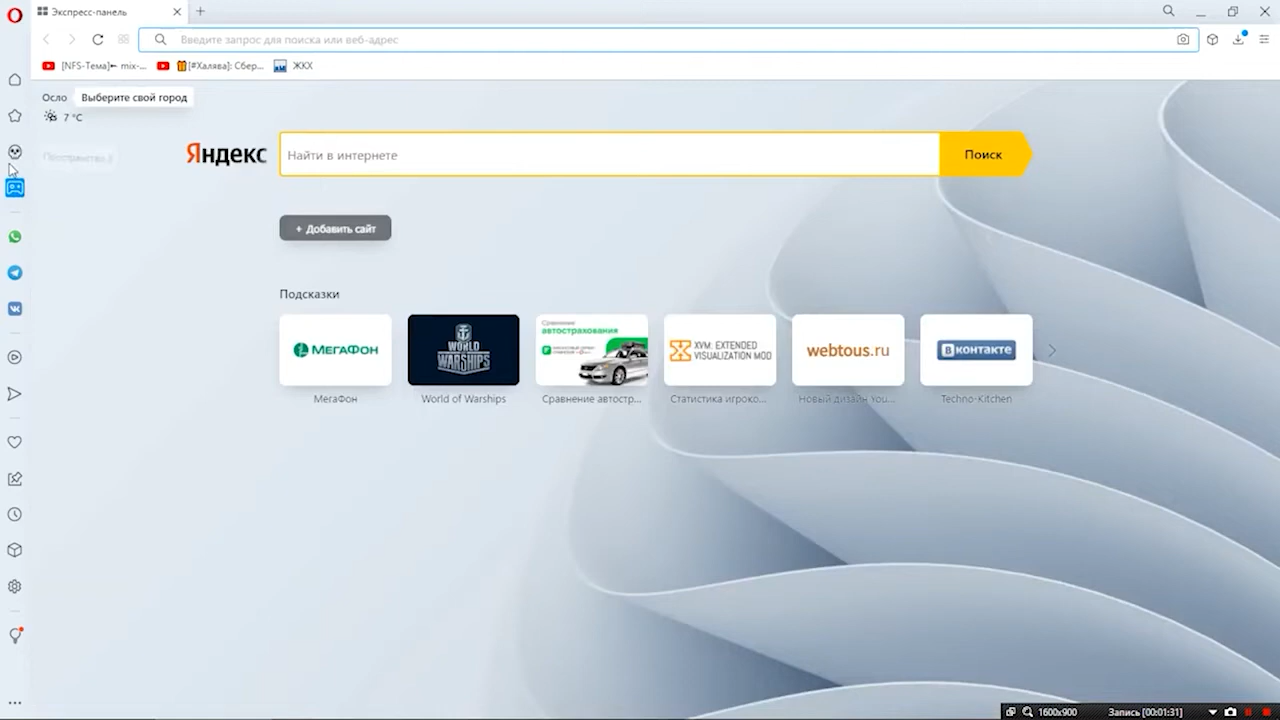 Экспресс-панель
Введите запрос для поиска или веб-адрес
[NFS-Тема]← mix-...
[#Халява]: Сбер...
ЖКХ
Осло
Выберите свой город
7 °C
Яндекс
Найти в интернете
Поиск
+ Добавить сайт
Подсказки
МЕГАФОН
WORLD OF WARSHIPS
Сравнение
автострахования
XVM: EXTENDED
VISUALIZATION MOD
webtous.ru
Вконтакте
МегаФон
World of Warships
Сравнение автостр...
Статистика игроко...
Новый дизайн You...
Techno-Kitchen
1600x900
Запись [00:01:31]